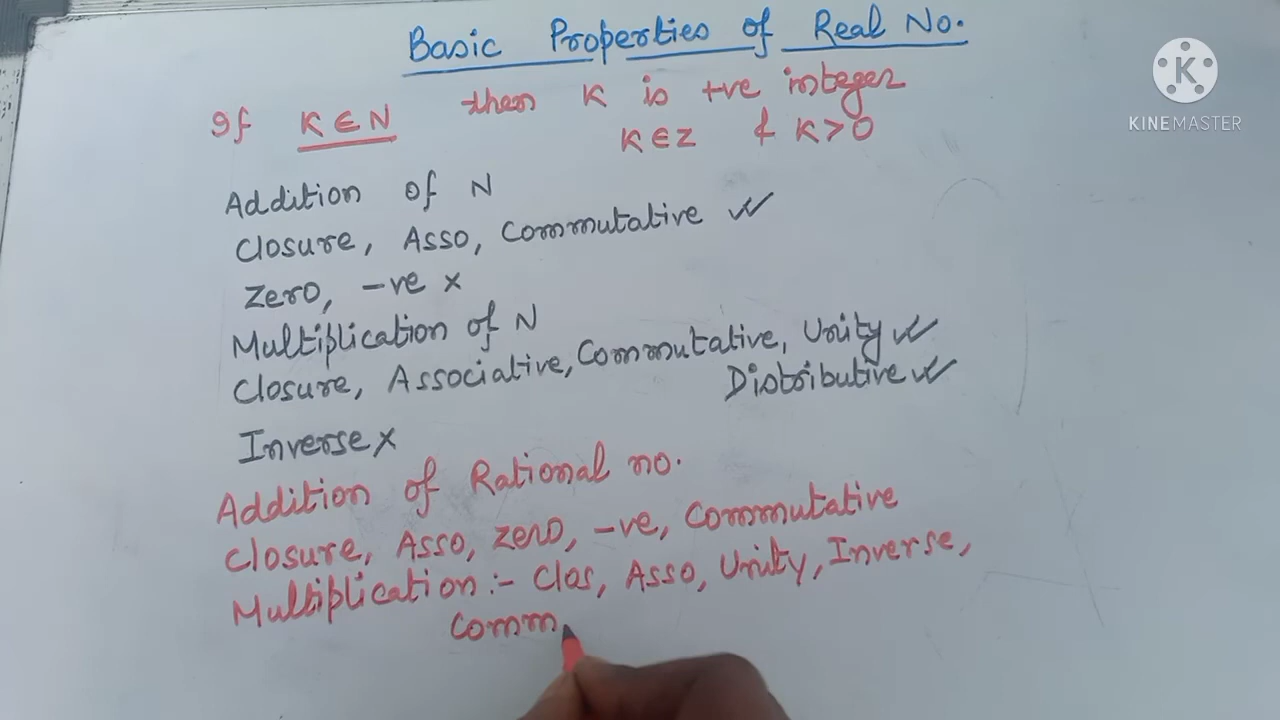 Basic Properties of Real No.
If K ∈ N then K is +ve integer
K ∈ Z & K > 0
KINEMASTER
Addition of N
Closure, Asso, Commutative ✓✓
Zero, -ve ×
Multiplication of N
Closure, Associative, Commutative, Unity ✓✓
Distributive ✓✓
Inverse ×
Addition of Rational no.
Closure, Asso, Zero, -ve, Commutative
Multiplication :- Clos, Asso, Unity, Inverse,
Comm